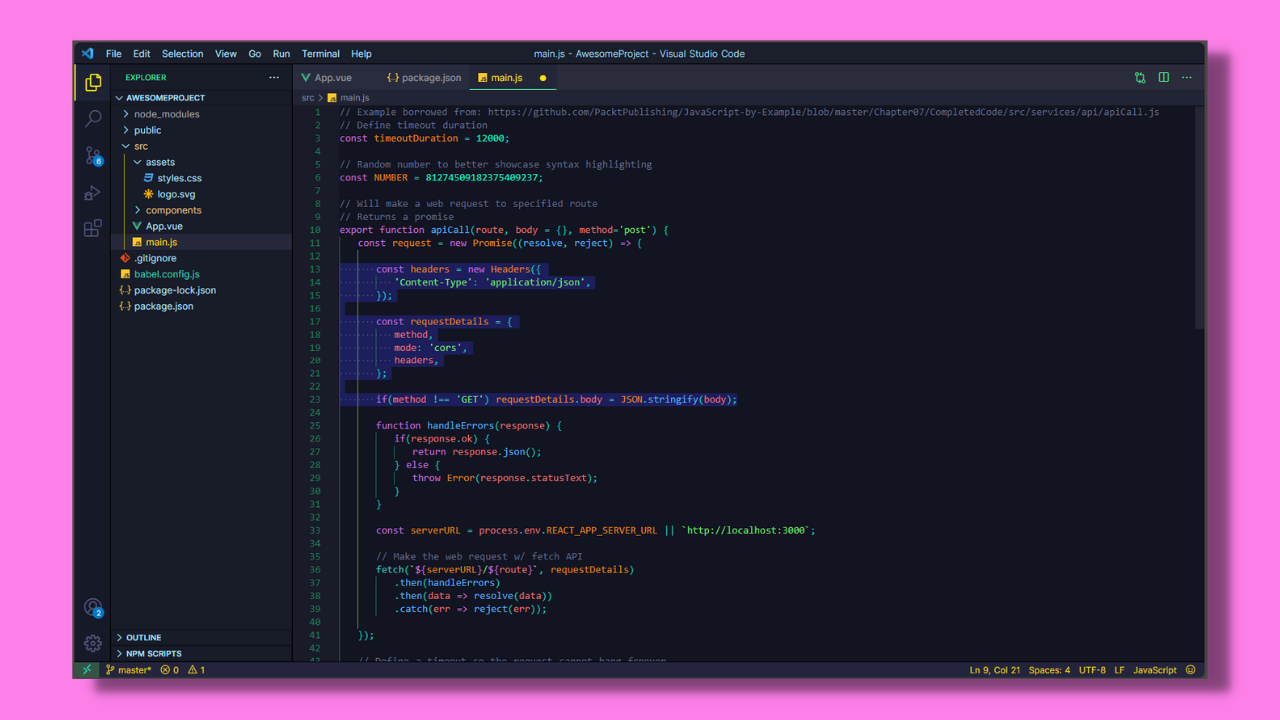 File Edit Selection View Go Run Terminal Help
main.js - AwesomeProject - Visual Studio Code
EXPLORER
AWESOMEPROJECT
node_modules
public
src
assets
styles.css
logo.svg
components
App.vue
main.js
.gitignore
babel.config.js
package-lock.json
package.json
OUTLINE
NPM SCRIPTS
6
2
App.vue
package.json
main.js
src > main.js
1 // Example borrowed from: https://github.com/PacktPublishing/JavaScript-by-Example/blob/master/Chapter07/CompletedCode/src/services/api/apiCall.js
2 // Define timeout duration
3 const timeoutDuration = 12000;
4
5 // Random number to better showcase syntax highlighting
6 const NUMBER = 81274509182375409237;
7
8 // Will make a web request to specified route
9 // Returns a promise
10 export function apiCall(route, body = {}, method='post') {
11 const request = new Promise((resolve, reject) => {
12
13 const headers = new Headers({
14 'Content-Type': 'application/json',
15 });
16
17 const requestDetails = {
18 method,
19 mode: 'cors',
20 headers,
21 };
22
23 if(method !== 'GET') requestDetails.body = JSON.stringify(body);
24
25 function handleErrors(response) {
26 if(response.ok) {
27 return response.json();
28 } else {
29 throw Error(response.statusText);
30 }
31 }
32
33 const serverURL = process.env.REACT_APP_SERVER_URL || `http://localhost:3000`;
34
35 // Make the web request w/ fetch API
36 fetch(`${serverURL}/${route}`, requestDetails)
37 .then(handleErrors)
38 .then(data => resolve(data))
39 .catch(err => reject(err));
40
41 });
42
43 // Define a timeout so the request cannot hang forever
master* 0 1
Ln 9, Col 21 Spaces: 4 UTF-8 LF JavaScript